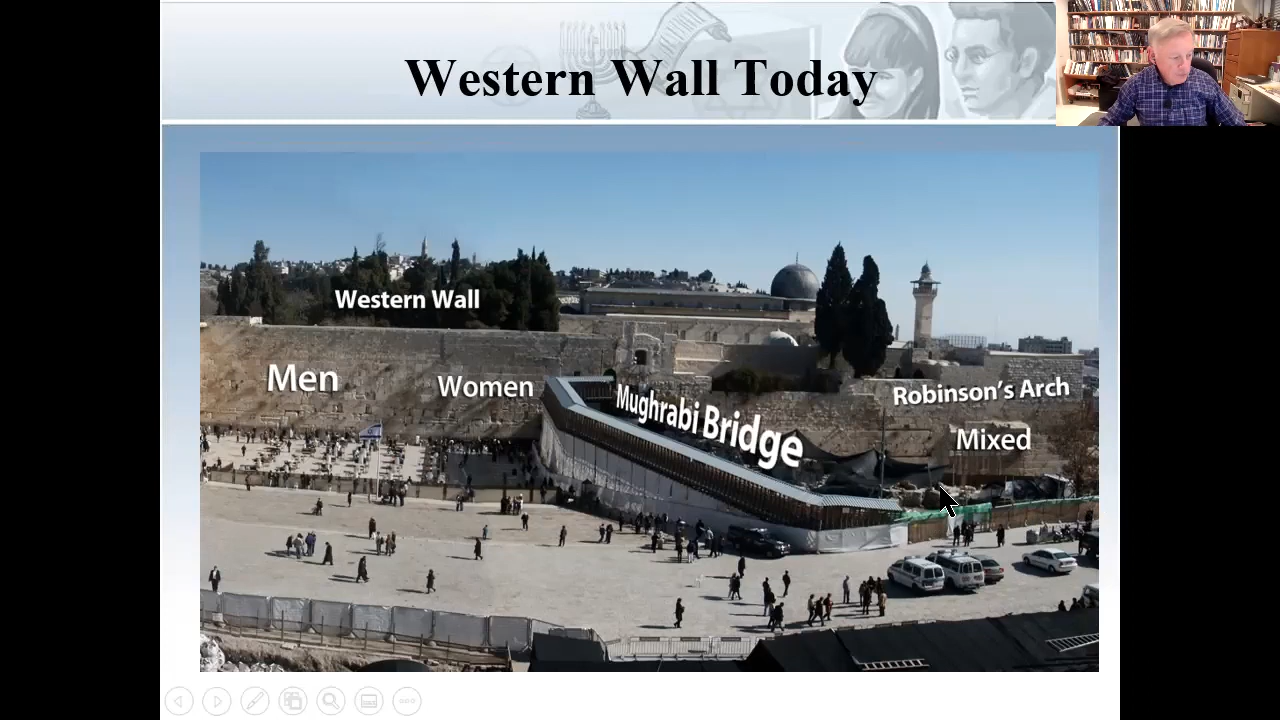 Western Wall Today
Western Wall
Men
Women
Mughrabi Bridge
Robinson's Arch
Mixed